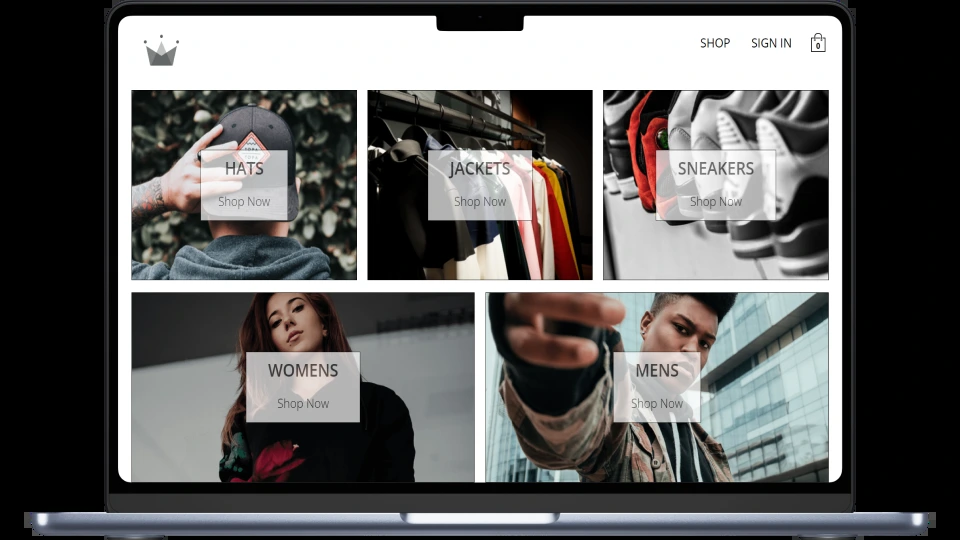 SHOP
SIGN IN
0
HATS
Shop Now
JACKETS
Shop Now
SNEAKERS
Shop Now
WOMENS
Shop Now
MENS
Shop Now